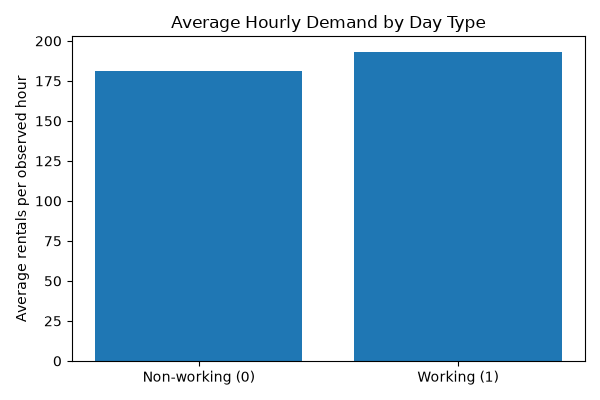 Average Hourly Demand by Day Type
Average rentals per observed hour
200
175
150
125
100
75
50
25
0
Non-working (0)
Working (1)